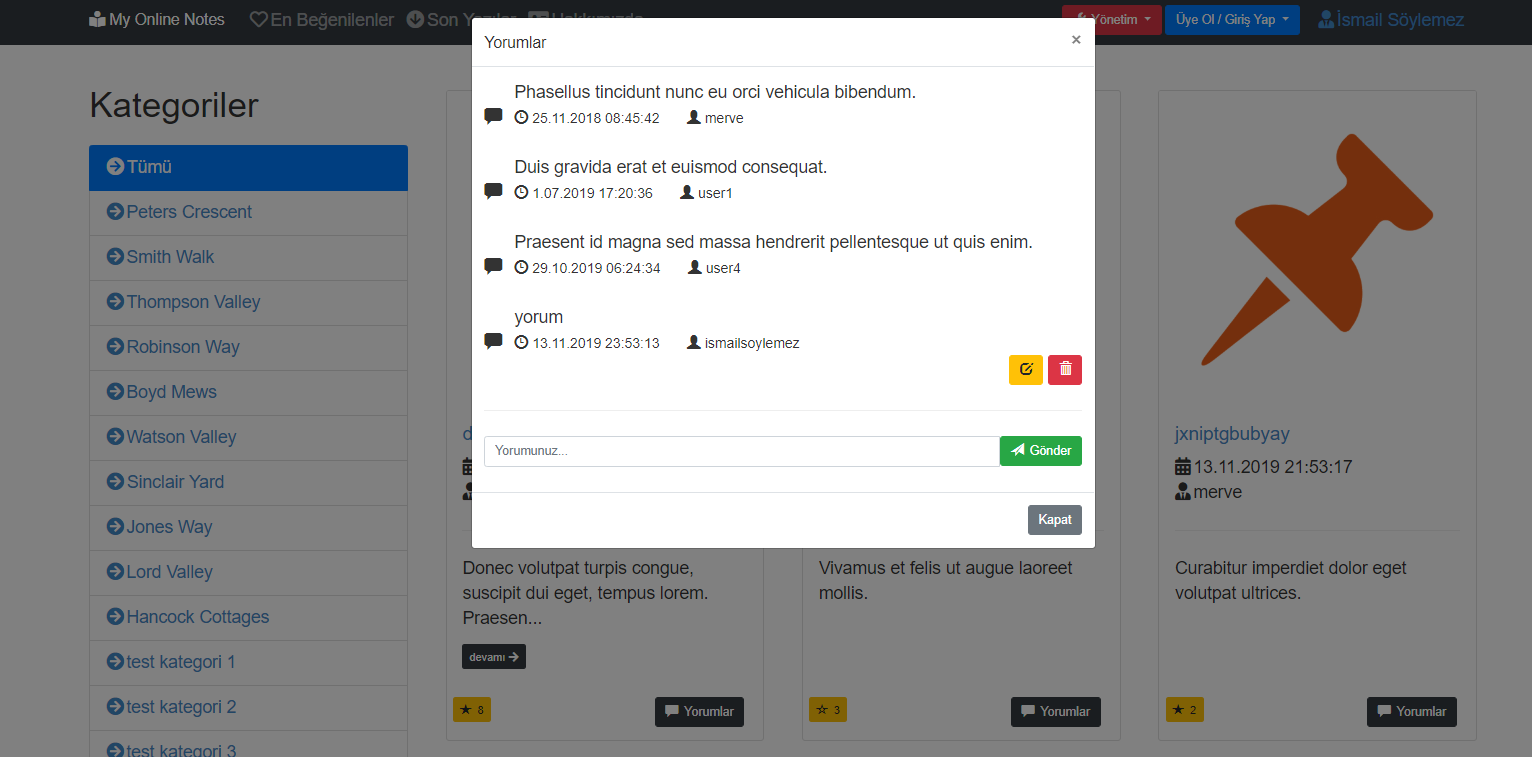 My Online Notes
En Beğenilenler
Son
Yönetim
Üye Ol / Giriş Yap
İsmail Söylemez
Yorumlar
×
Phasellus tincidunt nunc eu orci vehicula bibendum.
25.11.2018 08:45:42 merve
Duis gravida erat et euismod consequat.
1.07.2019 17:20:36 user1
Praesent id magna sed massa hendrerit pellentesque ut quis enim.
29.10.2019 06:24:34 user4
yorum
13.11.2019 23:53:13 ismailsoylemez
Yorumunuz...
Gönder
Kapat
Kategoriler
Tümü
Peters Crescent
Smith Walk
Thompson Valley
Robinson Way
Boyd Mews
Watson Valley
Sinclair Yard
Jones Way
Lord Valley
Hancock Cottages
test kategori 1
test kategori 2
test kategori 3
Donec volutpat turpis congue,
suscipit dui eget, tempus lorem.
Praesen...
devamı
8
Yorumlar
Vivamus et felis ut augue laoreet
mollis.
3
Yorumlar
jxniptgbubyay
13.11.2019 21:53:17
merve
Curabitur imperdiet dolor eget
volutpat ultrices.
2
Yorumlar